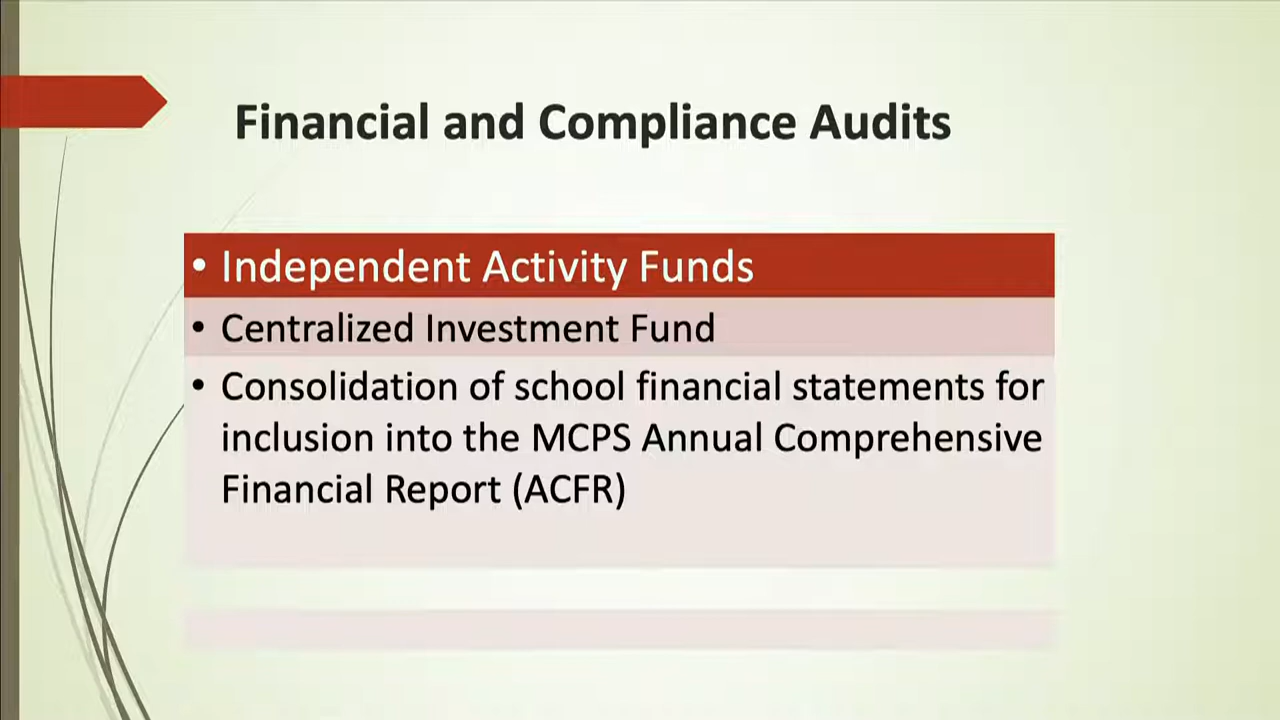 Financial and Compliance Audits
• Independent Activity Funds
• Centralized Investment Fund
• Consolidation of school financial statements for
inclusion into the MCPS Annual Comprehensive
Financial Report (ACFR)